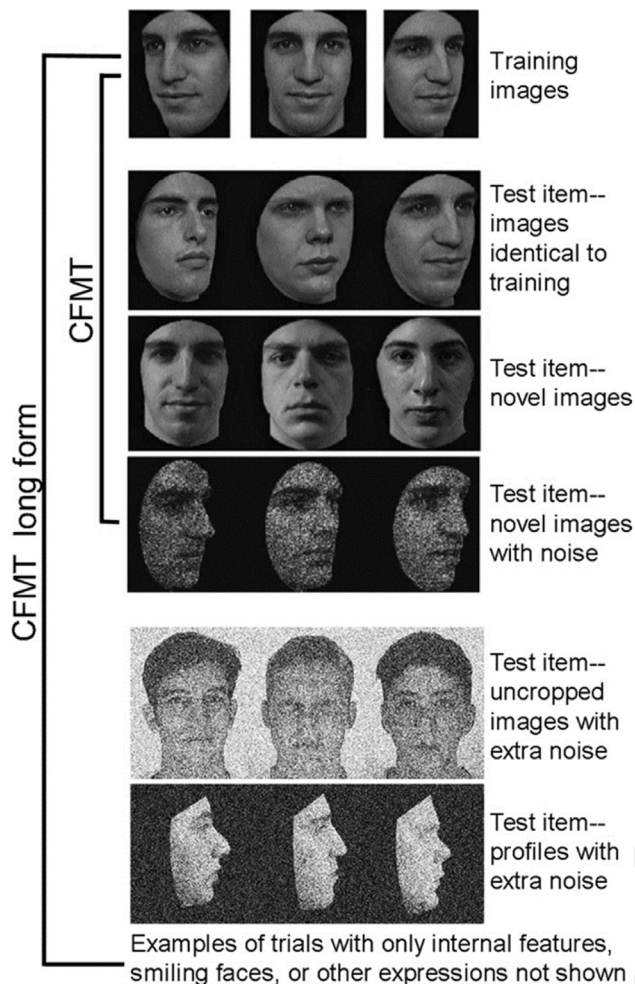 Training
images
Test item--
images
identical to
training
CFMT
Test item--
novel images
CFMT long form
Test item--
novel images
with noise
Test item--
uncropped
images with
extra noise
Test item--
profiles with
extra noise
Examples of trials with only internal features,
smiling faces, or other expressions not shown